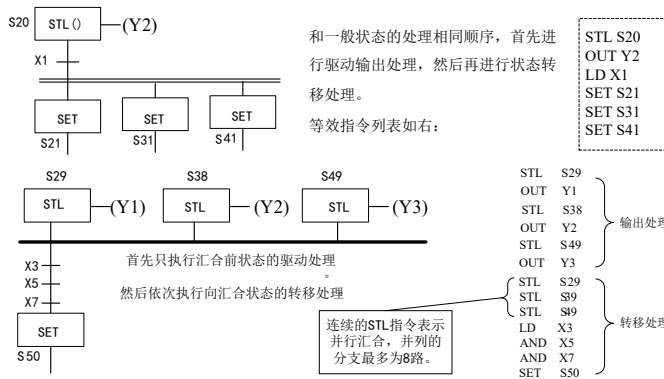 S20
STL ()
(Y2)
X1
SET
SET
SET
S21
S31
S41
和一般状态的处理相同顺序，首先进
行驱动输出处理，然后再进行状态转
移处理。
等效指令列表如右：
STL S20
OUT Y2
LD X1
SET S21
SET S31
SET S41
S29
S38
S49
STL
(Y1)
STL
(Y2)
STL
(Y3)
X3
X5
X7
SET
S50
首先只执行汇合前状态的驱动处理
。
然后依次执行向汇合状态的转移处理
连续的STL指令表示
并行汇合，并列的
分支最多为8路。
STL S29
OUT Y1
STL S38
OUT Y2
STL S49
OUT Y3
输出处理
STL S29
STL S39
STL S49
LD X3
AND X5
AND X7
SET S50
转移处理